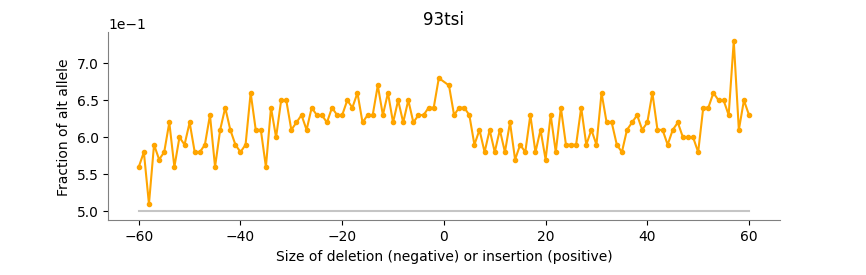 93tsi
1e−1
7.0
6.5
6.0
5.5
5.0
Fraction of alt allele
−60 −40 −20 0 20 40 60
Size of deletion (negative) or insertion (positive)